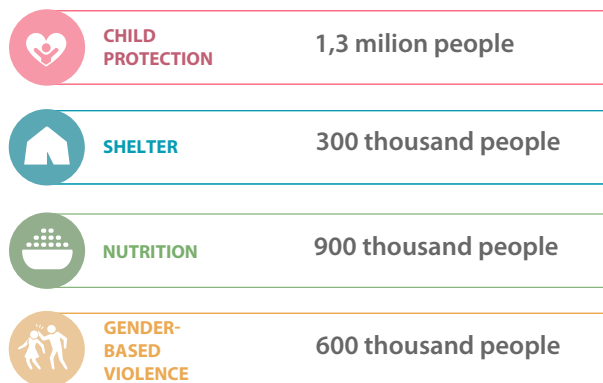 CHILD
PROTECTION
1,3 milion people
SHELTER
300 thousand people
NUTRITION
900 thousand people
GENDER-
BASED
VIOLENCE
600 thousand people